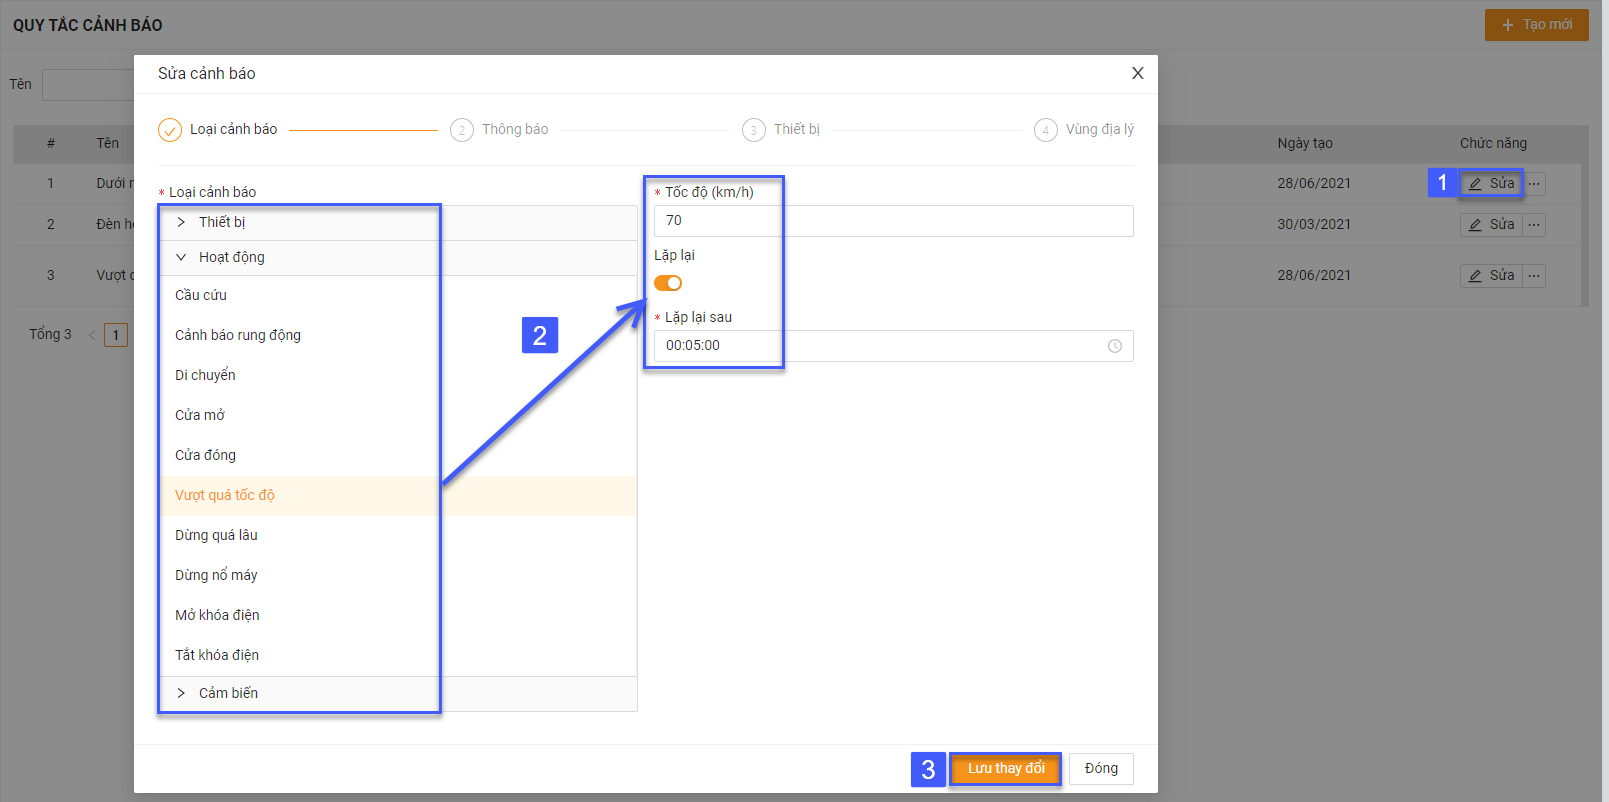 QUY TẮC CẢNH BÁO
Tạo mới
Sửa cảnh báo
Tên
Loại cảnh báo
2 Thông báo
3 Thiết bị
4 Vùng địa lý
# Tên Ngày tạo Chức năng
1 Dưới 28/06/2021 1 Sửa ...
2 Đèn 30/03/2021 Sửa ...
3 Vượt 28/06/2021 Sửa ...
Tổng 3 < 1
* Loại cảnh báo
Thiết bị
Hoạt động
Cầu cứu
Cảnh báo rung động
Di chuyển
Cửa mở
Cửa đóng
Vượt quá tốc độ
Dừng quá lâu
Dừng nổ máy
Mở khóa điện
Tắt khóa điện
Cảm biến
2
* Tốc độ (km/h)
70
Lặp lại
* Lặp lại sau
00:05:00
3 Lưu thay đổi Đóng